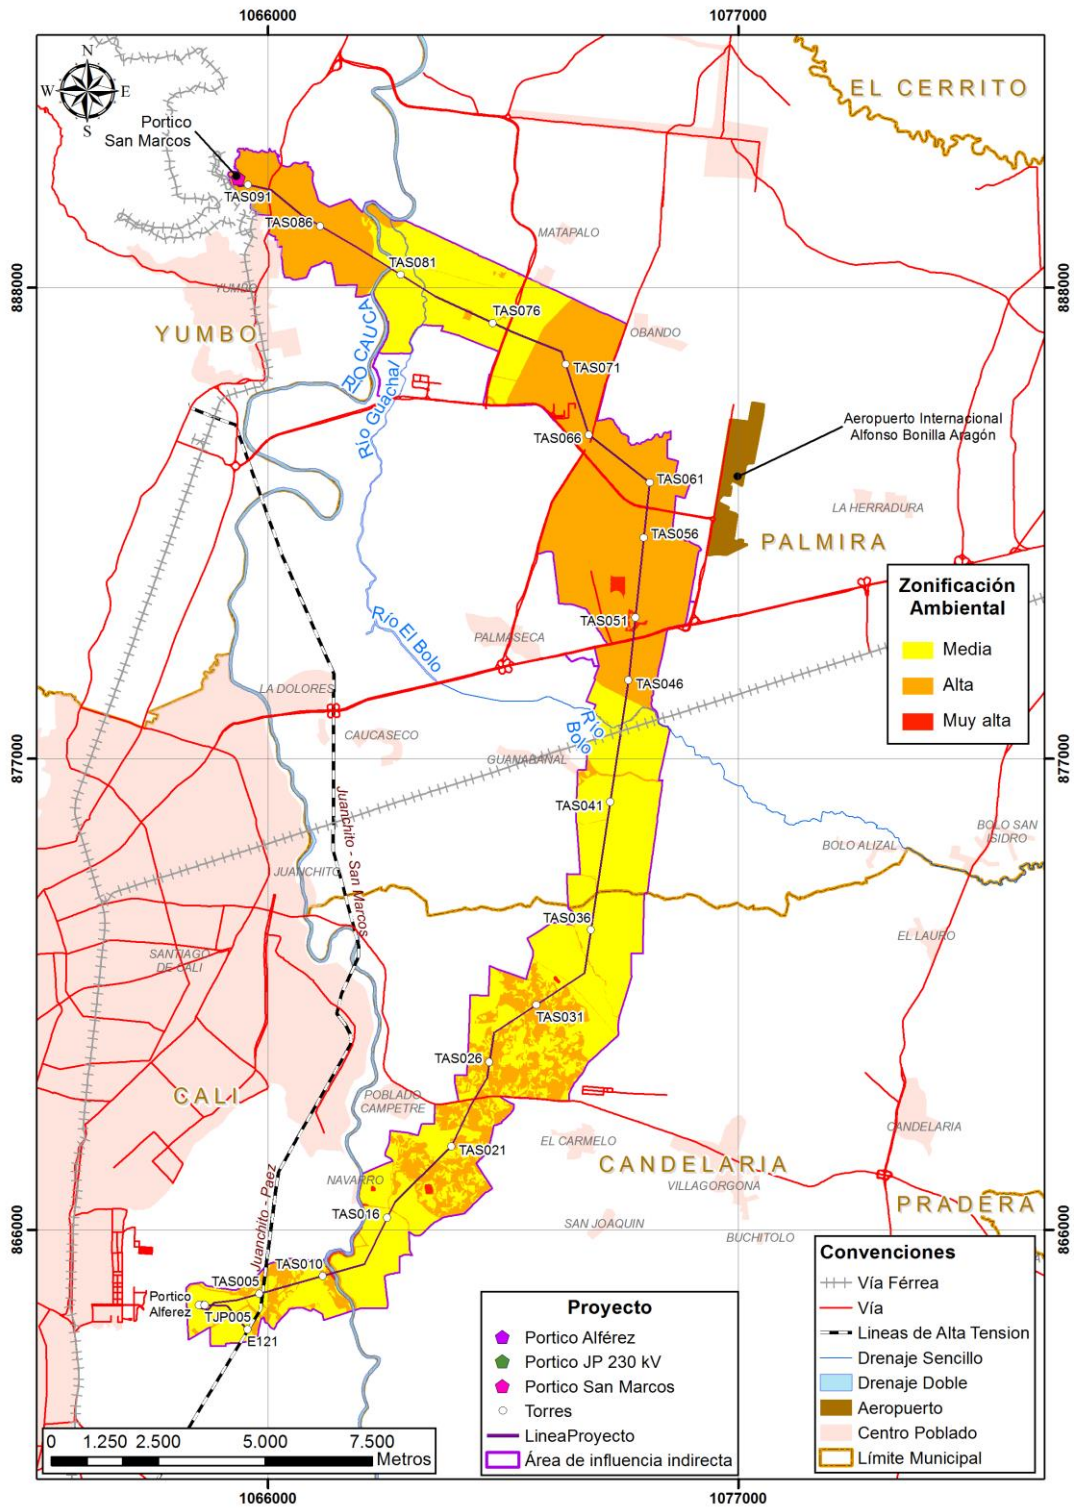 1066000
1077000
N
W E
S
EL CERRITO
Portico
San Marcos
TAS091
TAS086
MATAPALO
TAS081
888000
888000
YUMBO
TAS076
RÍO CAUCA
OBANDO
YUMBO
TAS071
Río Guachal
Aeropuerto Internacional
Alfonso Bonilla Aragón
TAS066
TAS061
LA HERRADURA
TAS056
PALMIRA
Zonificación
Ambiental
Media
Alta
Muy alta
TAS051
Río El Bolo
PALMASECA
TAS046
LA DOLORES
Río
Bolo
CAUCASECO
GUANABANAL
877000
877000
TAS041
Juanchito - San Marcos
BOLO SAN
ISIDRO
BOLO ALIZAL
JUANCHITO
TAS036
EL LAURO
SANTIAGO
DE CALI
TAS031
TAS026
CALI
POBLADO
CAMPETRE
CANDELARIA
EL CARMELO
TAS021
CANDELARIA
VILLAGORGONA
NAVARRO
PRADERA
Juanchito - Paez
TAS016
SAN JOAQUIN
866000
866000
BUCHITOLO
TAS010
TAS005
Portico
Alferez
TJP005
E121
Proyecto
Portico Alférez
Portico JP 230 kV
Portico San Marcos
Torres
LineaProyecto
Área de influencia indirecta
Convenciones
Vía Férrea
Vía
Lineas de Alta Tension
Drenaje Sencillo
Drenaje Doble
Aeropuerto
Centro Poblado
Límite Municipal
0 1.250 2.500 5.000 7.500
Metros
1066000
1077000